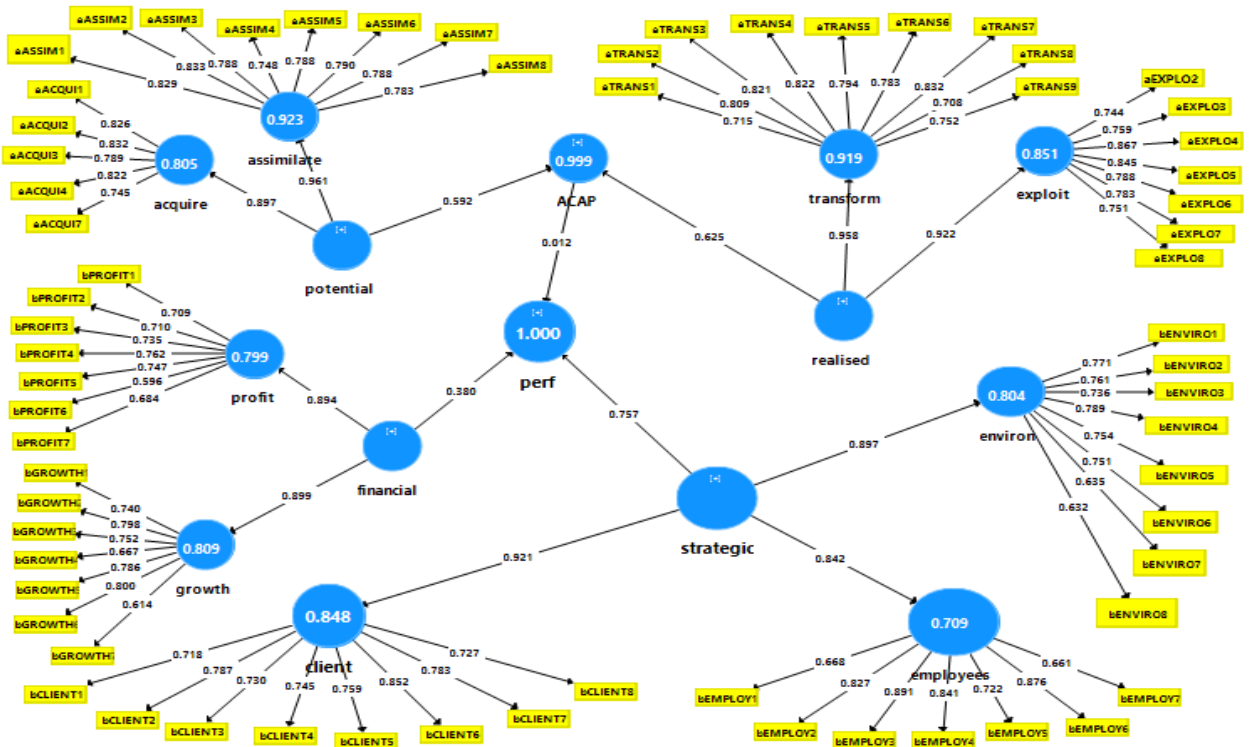 aASSIM1
aASSIM2
aASSIM3
aASSIM4
aASSIM5
aASSIM6
aASSIM7
aASSIM8
0.829
0.833
0.788
0.748
0.788
0.790
0.788
0.783
0.923
assimilate
aACQUI1
aACQUI2
aACQUI3
aACQUI4
aACQUI7
0.826
0.832
0.789
0.822
0.745
0.805
acquire
0.897
0.961
[+]
potential
0.592
[+]
0.999
ACAP
0.012
0.625
aTRANS1
aTRANS2
aTRANS3
aTRANS4
aTRANS5
aTRANS6
aTRANS7
aTRANS8
aTRANS9
0.715
0.809
0.821
0.822
0.794
0.783
0.832
0.708
0.752
0.919
transform
aEXPLO2
aEXPLO3
aEXPLO4
aEXPLO5
aEXPLO6
aEXPLO7
aEXPLO8
0.744
0.759
0.867
0.845
0.788
0.783
0.751
0.851
exploit
0.958
0.922
[+]
realised
bPROFIT1
bPROFIT2
bPROFIT3
bPROFIT4
bPROFIT5
bPROFIT6
bPROFIT7
0.709
0.710
0.735
0.762
0.747
0.596
0.684
0.799
profit
0.894
0.380
[+]
1.000
perf
0.757
[+]
financial
0.899
bGROWTH
bGROWTH
bGROWTH
bGROWTH
bGROWTH
bGROWTH
bGROWTH
0.740
0.798
0.752
0.667
0.786
0.800
0.614
0.809
growth
[+]
strategic
0.897
0.921
0.842
bENVIRO1
bENVIRO2
bENVIRO3
bENVIRO4
bENVIRO5
bENVIRO6
bENVIRO7
bENVIRO8
0.771
0.761
0.736
0.789
0.754
0.751
0.635
0.632
0.804
environ
0.848
client
0.718
0.787
0.730
0.745
0.759
0.852
0.783
0.727
bCLIENT1
bCLIENT2
bCLIENT3
bCLIENT4
bCLIENT5
bCLIENT6
bCLIENT7
bCLIENT8
0.709
employees
0.668
0.827
0.891
0.841
0.722
0.876
0.661
bEMPLOY1
bEMPLOY2
bEMPLOY3
bEMPLOY4
bEMPLOY5
bEMPLOY6
bEMPLOY7